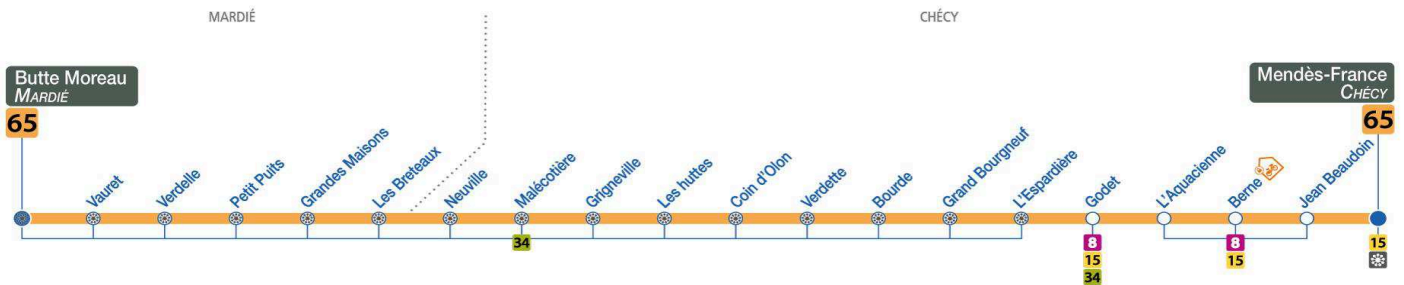 MARDIÉ
CHÉCY
Butte Moreau
MARDIÉ
65
Vauret
Verdelle
Petit Puits
Grandes Maisons
Les Breteaux
Neuville
Malécotière
Grigneville
Les huttes
Coin d'Olon
Verdette
Bourde
Grand Bourgneuf
L'Espardière
Godet
L'Aquacienne
Berne
Jean Beaudoin
Mendès-France
CHÉCY
65
34
8
15
34
8
15
15